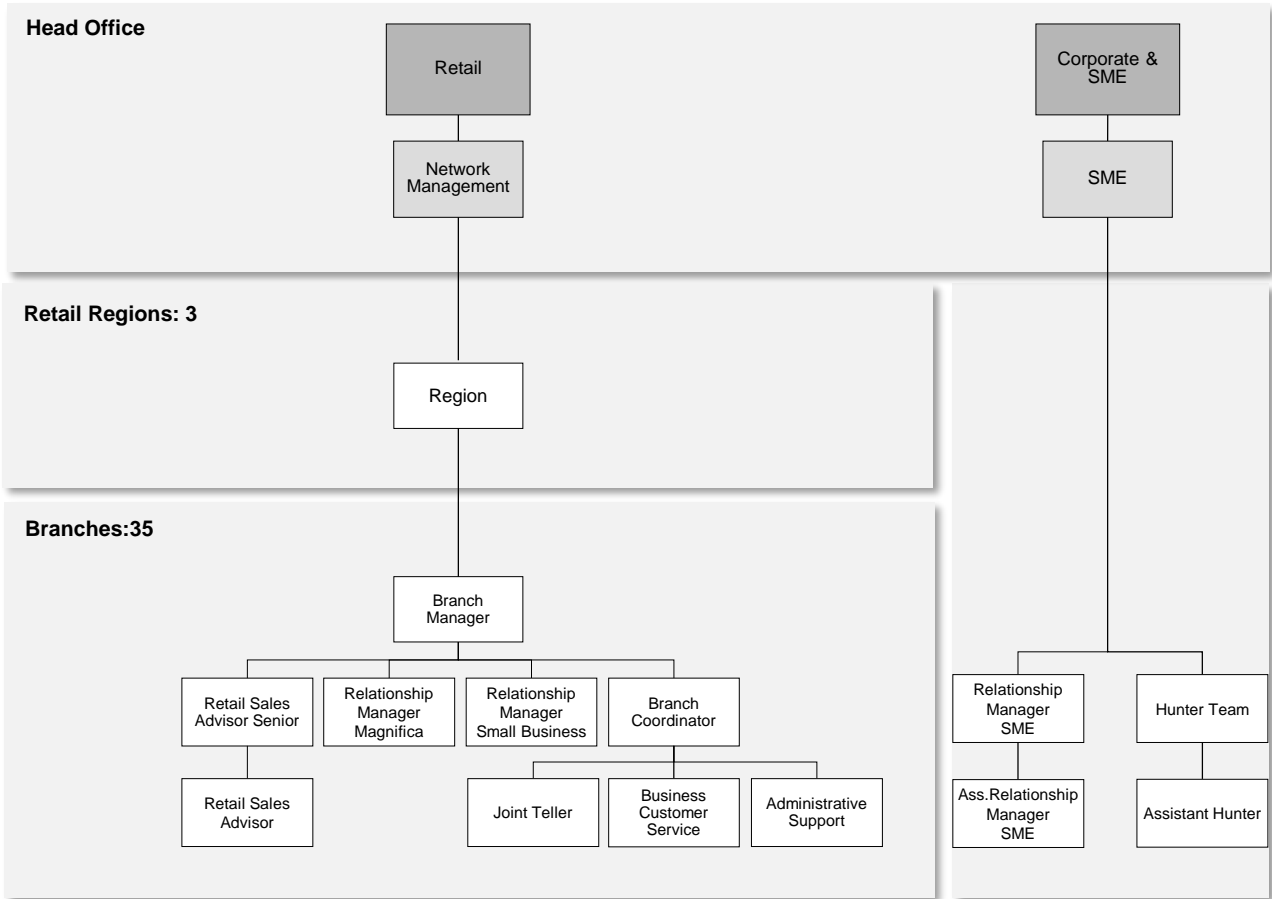 Head Office
Retail
Corporate &
SME
Network
Management
SME
Retail Regions: 3
Region
Branches:35
Branch
Manager
Retail Sales
Advisor Senior
Relationship
Manager
Magnifica
Relationship
Manager
Small Business
Branch
Coordinator
Relationship
Manager
SME
Hunter Team
Retail Sales
Advisor
Joint Teller
Business
Customer
Service
Administrative
Support
Ass.Relationship
Manager
SME
Assistant Hunter